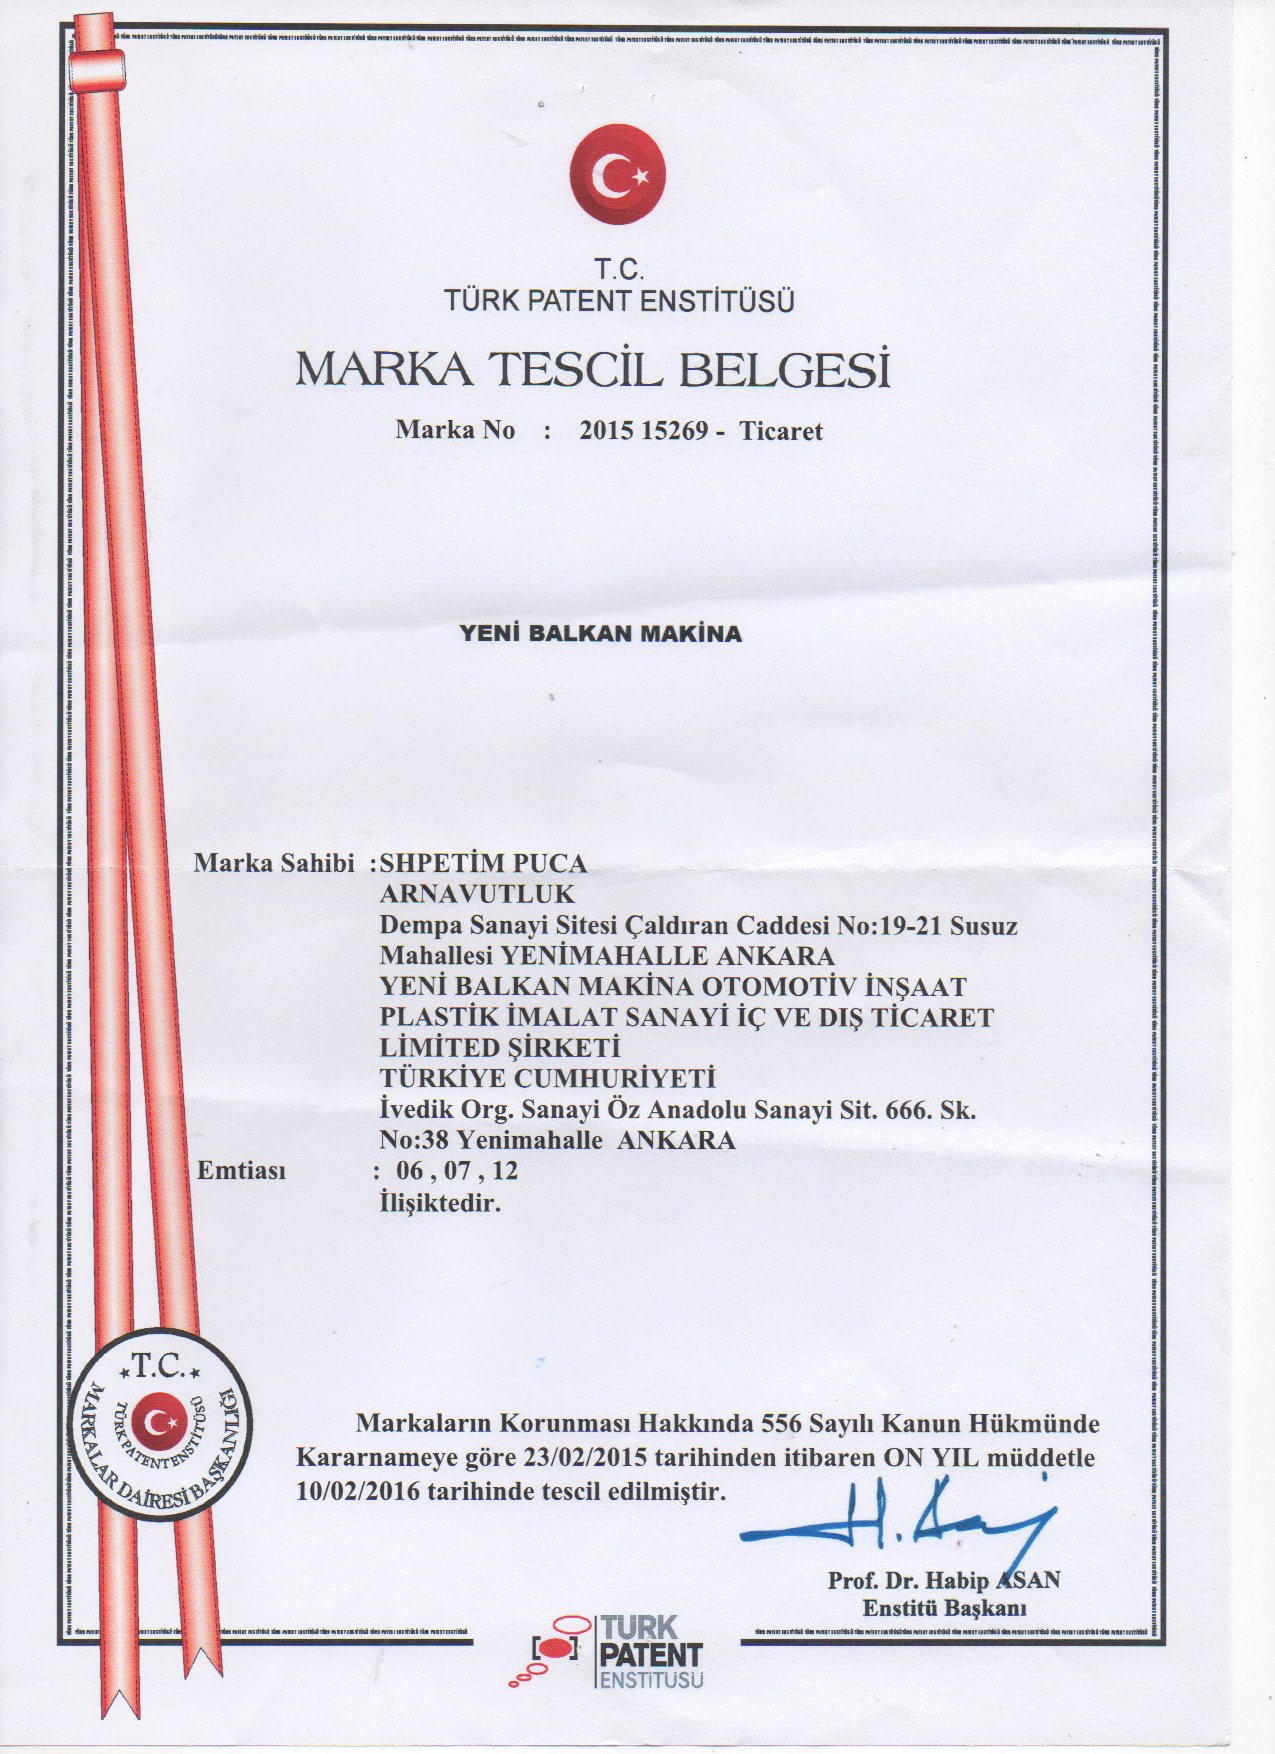 T.C.
TÜRK PATENT ENSTİTÜSÜ
MARKA TESCİL BELGESİ
Marka No : 2015 15269 - Ticaret
YENİ BALKAN MAKİNA
Marka Sahibi :SHPETİM PUCA
ARNAVUTLUK
Dempa Sanayi Sitesi Çaldıran Caddesi No:19-21 Susuz
Mahallesi YENİMAHALLE ANKARA
YENİ BALKAN MAKİNA OTOMOTİV İNŞAAT
PLASTİK İMALAT SANAYİ İÇ VE DIŞ TİCARET
LİMİTED ŞİRKETİ
TÜRKİYE CUMHURİYETİ
İvedik Org. Sanayi Öz Anadolu Sanayi Sit. 666. Sk.
No:38 Yenimahalle ANKARA
Emtiası : 06 , 07 , 12
İlişiktedir.
T.C.
TÜRK PATENT ENSTİTÜSÜ
MARKALAR DAİRESİ BAŞKANLIĞI
Markaların Korunması Hakkında 556 Sayılı Kanun Hükmünde
Kararnameye göre 23/02/2015 tarihinden itibaren ON YIL müddetle
10/02/2016 tarihinde tescil edilmiştir.
Prof. Dr. Habip ASAN
Enstitü Başkanı
TÜRK
PATENT
ENSTİTÜSÜ